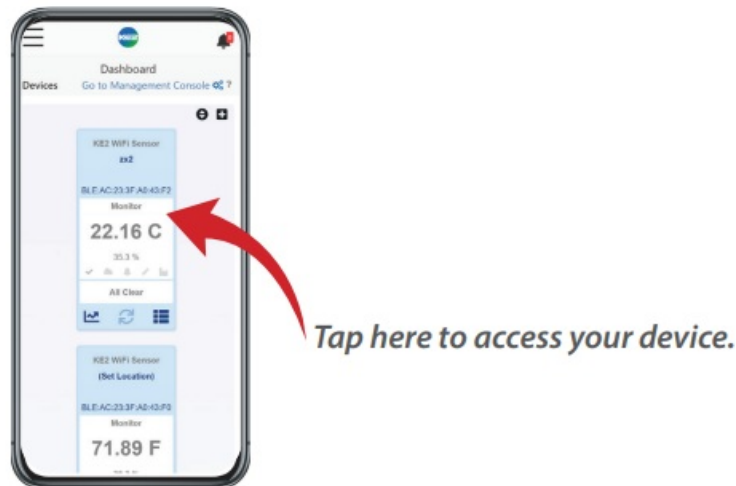 Dashboard
Devices Go to Management Console ?
KE2 WiFi Sensor
zx2
BLE:AC:23:3F:A0:43:F2
Monitor
22.16 C
35.3 %
All Clear
Tap here to access your device.
KE2 WiFi Sensor
(Set Location)
BLE:AC:23:3F:A0:43:F0
Monitor
71.89 F